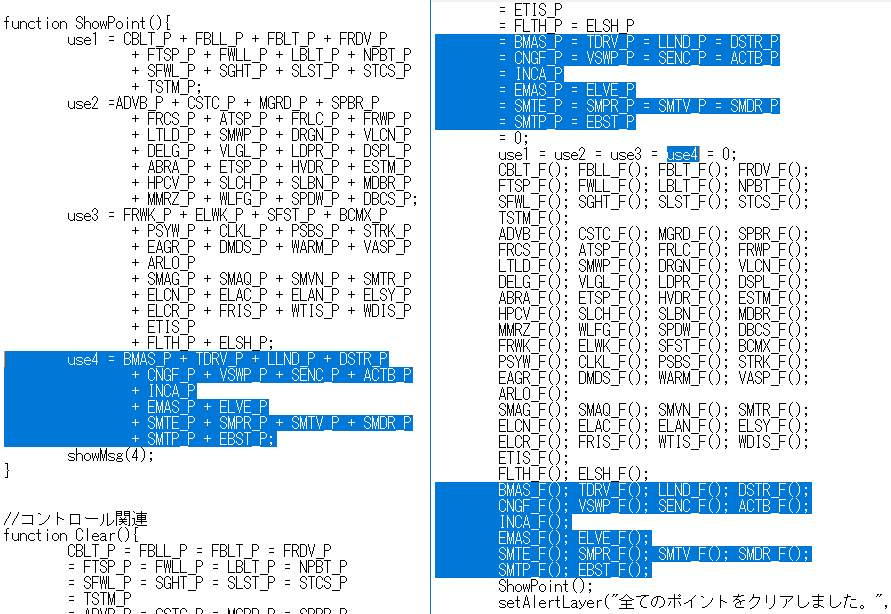 function ShowPoint(){
use1 = CBLT_P + FBLL_P + FBLT_P + FRDV_P
+ FTSP_P + FWLL_P + LBLT_P + NPBT_P
+ SFWL_P + SGHT_P + SLST_P + STCS_P
+ TSTM_P;
use2 =ADVB_P + CSTC_P + MGRD_P + SPBR_P
+ FRCS_P + ATSP_P + FRLC_P + FRWP_P
+ LTLD_P + SMWP_P + DRGN_P + VLCN_P
+ DELG_P + VLGL_P + LDPR_P + DSPL_P
+ ABRA_P + ETSP_P + HVDR_P + ESTM_P
+ HPCV_P + SLCH_P + SLBN_P + MDBR_P
+ MMRZ_P + WLFG_P + SPDW_P + DBCS_P;
use3 = FRWK_P + ELWK_P + SFST_P + BCMX_P
+ PSYW_P + CLKL_P + PSBS_P + STRK_P
+ EAGR_P + DMDS_P + WARM_P + VASP_P
+ ARLO_P
+ SMAG_P + SMAQ_P + SMVN_P + SMTR_P
+ ELCN_P + ELAC_P + ELAN_P + ELSY_P
+ ELCR_P + FRIS_P + WTIS_P + WDIS_P
+ ETIS_P
+ FLTH_P + ELSH_P;
use4 = BMAS_P + TDRV_P + LLND_P + DSTR_P
+ CNGF_P + VSWP_P + SENC_P + ACTB_P
+ INCA_P
+ EMAS_P + ELVE_P
+ SMTE_P + SMPR_P + SMTV_P + SMDR_P
+ SMTP_P + EBST_P;
showMsg(4);
}
//コントロール関連
function Clear(){
CBLT_P = FBLL_P = FBLT_P = FRDV_P
= FTSP_P = FWLL_P = LBLT_P = NPBT_P
= SFWL_P = SGHT_P = SLST_P = STCS_P
= TSTM_P
= ADVB_P = CSTC_P = MGRD_P = SPBR_P
= ETIS_P
= FLTH_P = ELSH_P
= BMAS_P = TDRV_P = LLND_P = DSTR_P
= CNGF_P = VSWP_P = SENC_P = ACTB_P
= INCA_P
= EMAS_P = ELVE_P
= SMTE_P = SMPR_P = SMTV_P = SMDR_P
= SMTP_P = EBST_P
= 0;
use1 = use2 = use3 = use4 = 0;
CBLT_F(); FBLL_F(); FBLT_F(); FRDV_F();
FTSP_F(); FWLL_F(); LBLT_F(); NPBT_F();
SFWL_F(); SGHT_F(); SLST_F(); STCS_F();
TSTM_F();
ADVB_F(); CSTC_F(); MGRD_F(); SPBR_F();
FRCS_F(); ATSP_F(); FRLC_F(); FRWP_F();
LTLD_F(); SMWP_F(); DRGN_F(); VLCN_F();
DELG_F(); VLGL_F(); LDPR_F(); DSPL_F();
ABRA_F(); ETSP_F(); HVDR_F(); ESTM_F();
HPCV_F(); SLCH_F(); SLBN_F(); MDBR_F();
MMRZ_F(); WLFG_F(); SPDW_F(); DBCS_F();
FRWK_F(); ELWK_F(); SFST_F(); BCMX_F();
PSYW_F(); CLKL_F(); PSBS_F(); STRK_F();
EAGR_F(); DMDS_F(); WARM_F(); VASP_F();
ARLO_F();
SMAG_F(); SMAQ_F(); SMVN_F(); SMTR_F();
ELCN_F(); ELAC_F(); ELAN_F(); ELSY_F();
ELCR_F(); FRIS_F(); WTIS_F(); WDIS_F();
ETIS_F();
FLTH_F(); ELSH_F();
BMAS_F(); TDRV_F(); LLND_F(); DSTR_F();
CNGF_F(); VSWP_F(); SENC_F(); ACTB_F();
INCA_F();
EMAS_F(); ELVE_F();
SMTE_F(); SMPR_F(); SMTV_F(); SMDR_F();
SMTP_F(); EBST_F();
ShowPoint();
setAlertLayer("全てのポイントをクリアしました。",